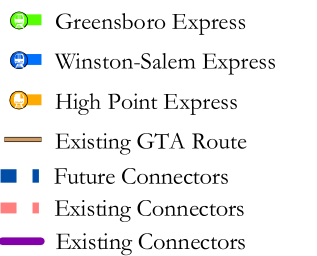 Greensboro Express
Winston-Salem Express
High Point Express
Existing GTA Route
Future Connectors
Existing Connectors
Existing Connectors